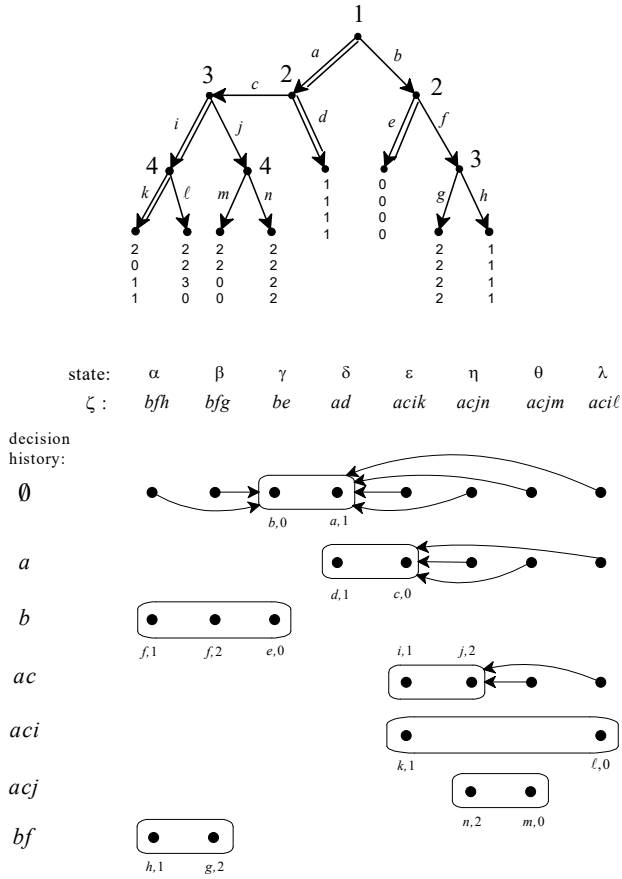 1
a b
3 c 2 2
i j d e f
4 4 3
k ℓ m n g h
1 0
1 0
1 0
1 0
2 2 2 2 2 1
0 2 2 2 2 1
1 3 0 2 2 1
1 0 0 2 2 1
state: α β γ δ ε η θ λ
ζ : bfh bfg be ad acik acjn acjm aciℓ
decision
history:
∅
b,0 a,1
a
d,1 c,0
b
f,1 f,2 e,0
i,1 j,2
ac
aci
k,1 ℓ,0
acj
n,2 m,0
bf
h,1 g,2